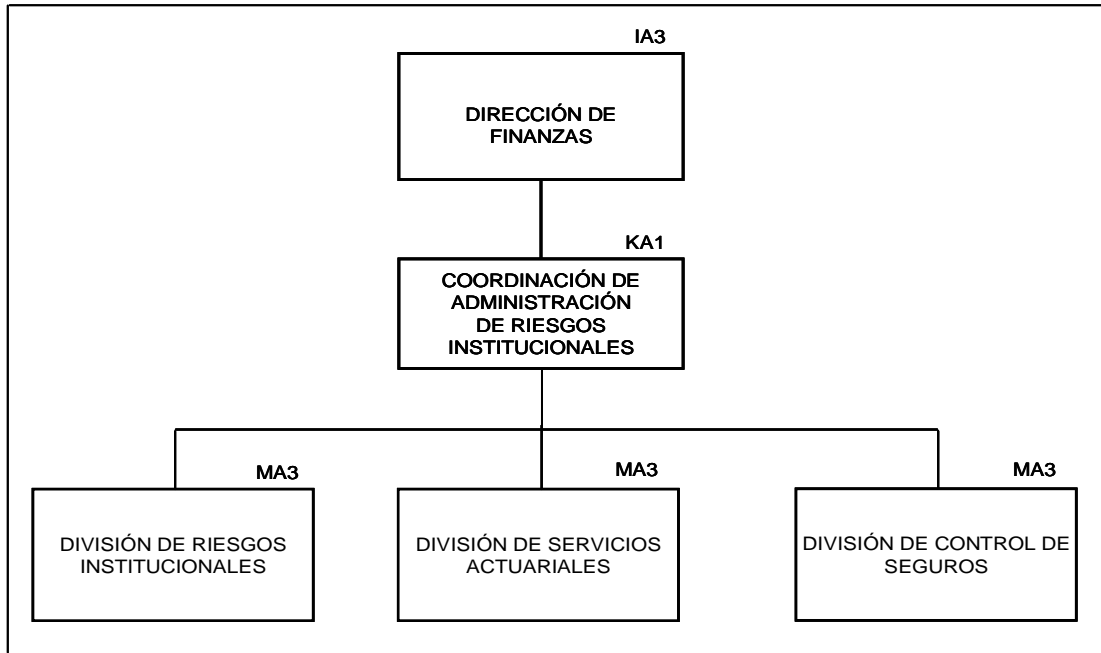 IA3
DIRECCIÓN DE
FINANZAS
KA1
COORDINACIÓN DE
ADMINISTRACIÓN
DE RIESGOS
INSTITUCIONALES
MA3
DIVISIÓN DE RIESGOS
INSTITUCIONALES
MA3
DIVISIÓN DE SERVICIOS
ACTUARIALES
MA3
DIVISIÓN DE CONTROL DE
SEGUROS